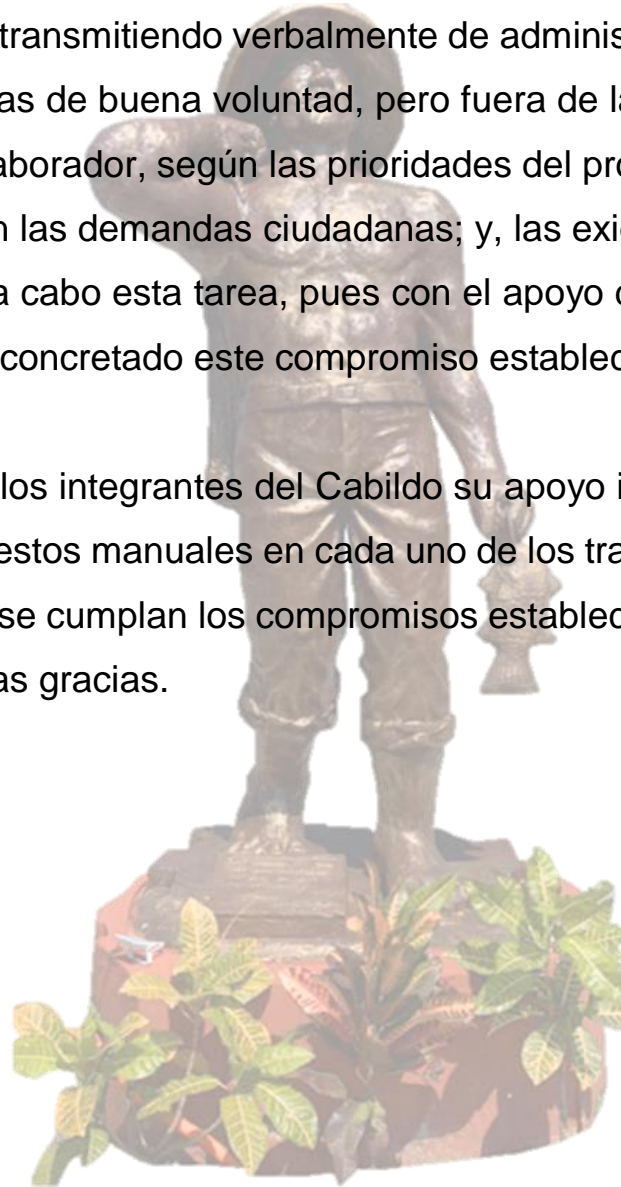 transmitiendo verbalmente de adminis
as de buena voluntad, pero fuera de la
aborador, según las prioridades del pro
n las demandas ciudadanas; y, las exi
a cabo esta tarea, pues con el apoyo
concretado este compromiso establec
los integrantes del Cabildo su apoyo i
estos manuales en cada uno de los tra
se cumplan los compromisos establec
as gracias.